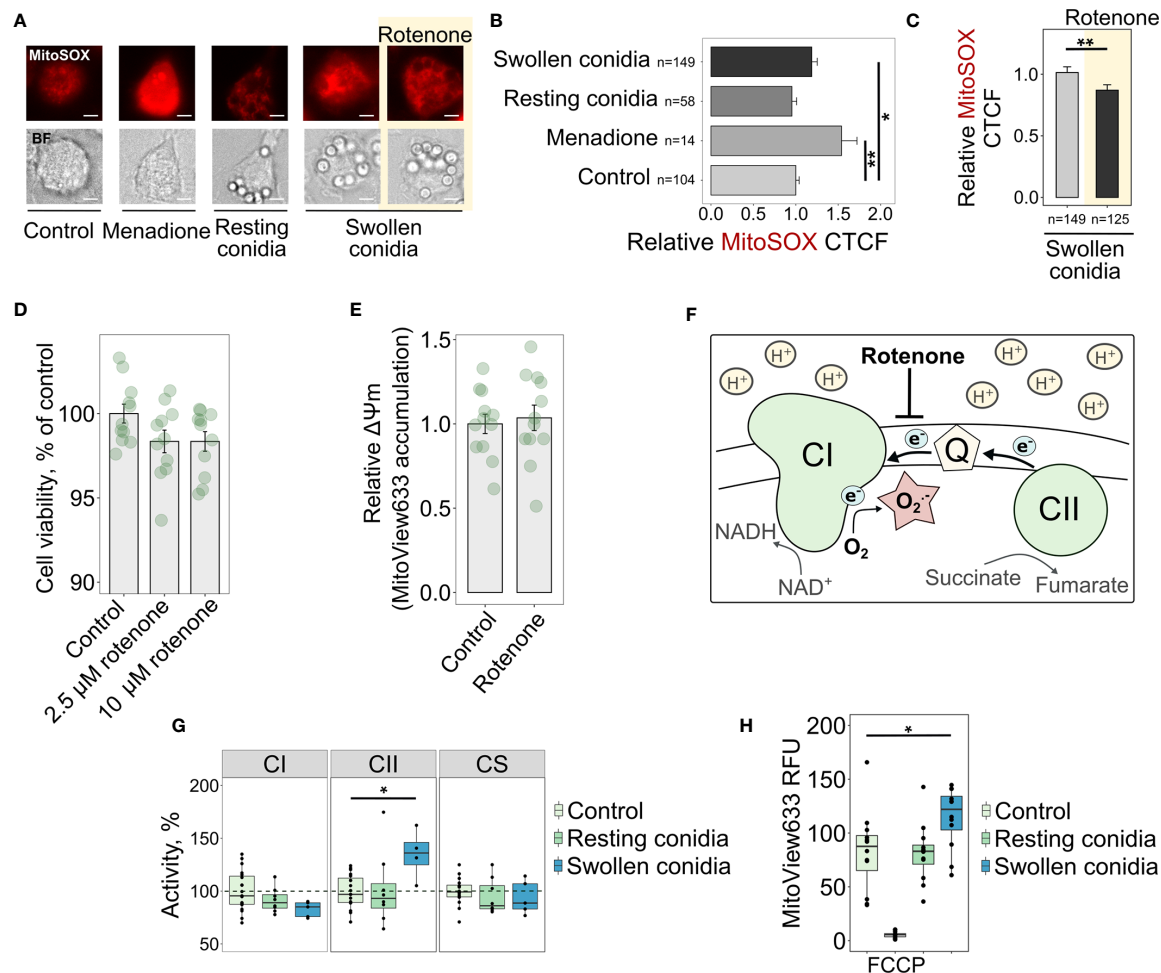 A
Rotenone
MitoSOX
BF
Control
Menadione
Resting
conidia
Swollen
conidia
B
Swollen conidia n=149
Resting conidia n=58
Menadione n=14
Control n=104
*
**
0.0 0.5 1.0 1.5 2.0
Relative MitoSOX CTCF
C
Rotenone
**
Relative MitoSOX
CTCF
1.0
0.5
0.0
n=149 n=125
Swollen
conidia
D
Cell viability, % of control
100
95
90
Control
2.5 µM rotenone
10 µM rotenone
E
Relative ΔΨm
(MitoView633 accumulation)
1.5
1.0
0.5
0.0
Control
Rotenone
F
H+ H+ H+ H+ H+ H+ H+
Rotenone
CI
e-
Q
e-
CII
e-
O2·-
O2
NADH
NAD+
Succinate
Fumarate
G
CI CII CS
Activity, %
200
150
100
50
*
Control
Resting conidia
Swollen conidia
H
MitoView633 RFU
200
150
100
50
0
*
FCCP
Control
Resting conidia
Swollen conidia